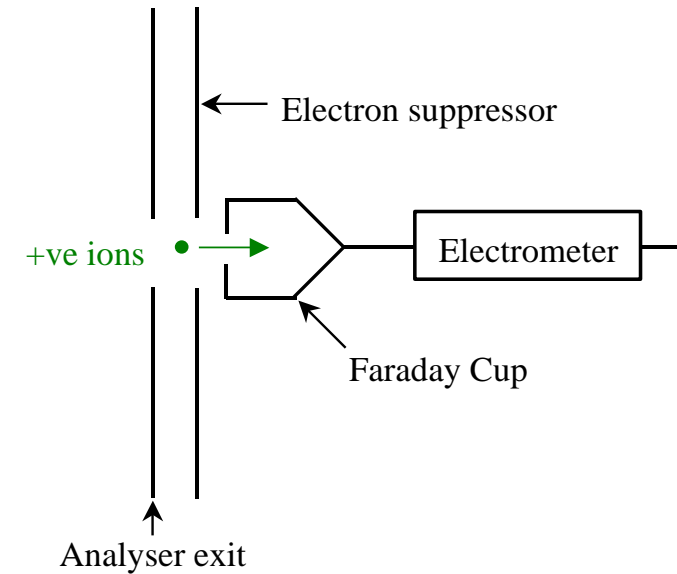 Electron suppressor
+ve ions
Electrometer
Faraday Cup
Analyser exit